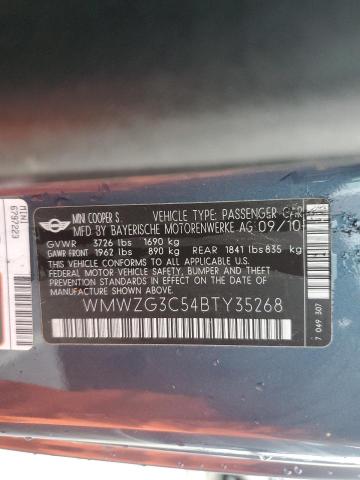 MINI COOPER S. VEHICLE TYPE: PASSENGER CAR
MFD BY BAYERISCHE MOTORENWERKE AG 09/10
GVWR 3726 lbs 1690 kg
GAWR FRONT 1962 lbs 890 kg REAR 1841 lbs 835 kg
THIS VEHICLE CONFORMS TO ALL APPLICABLE U.S.
FEDERAL MOTOR VEHICLE SAFETY, BUMPER, AND
THEFT PREVENTION STANDARDS IN EFFECT ON THE
DATE OF MANUFACTURE SHOWN ABOVE.
WMWZG3C54BTY35268
7 049 307
MINI
6797223